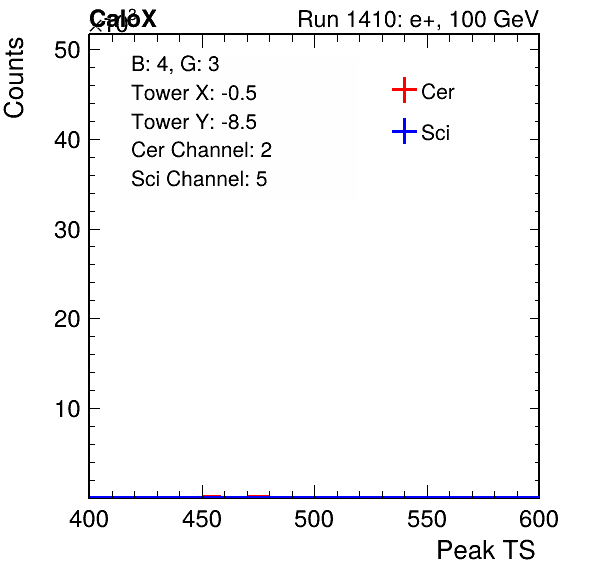 ×10³
CaloX
Run 1410: e+, 100 GeV
Counts
B: 4, G: 3
Tower X: -0.5
Tower Y: -8.5
Cer Channel: 2
Sci Channel: 5
Cer
Sci
50
40
30
20
10
400 450 500 550 600
Peak TS